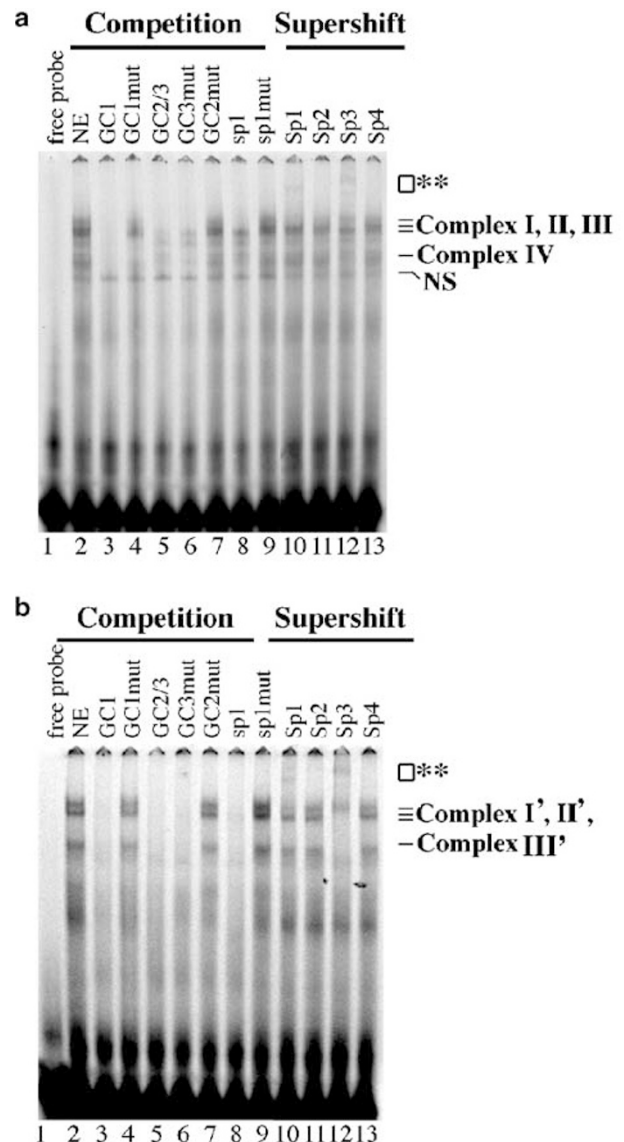 a
Competition Supershift
free probe NE GC1 GC1mut GC2/3 GC3mut GC2mut sp1 sp1mut Sp1 Sp2 Sp3 Sp4
**
Complex I, II, III
Complex IV
NS
1 2 3 4 5 6 7 8 9 10 11 12 13
b
Competition Supershift
free probe NE GC1 GC1mut GC2/3 GC3mut GC2mut sp1 sp1mut Sp1 Sp2 Sp3 Sp4
**
Complex I', II',
Complex III'
1 2 3 4 5 6 7 8 9 10 11 12 13